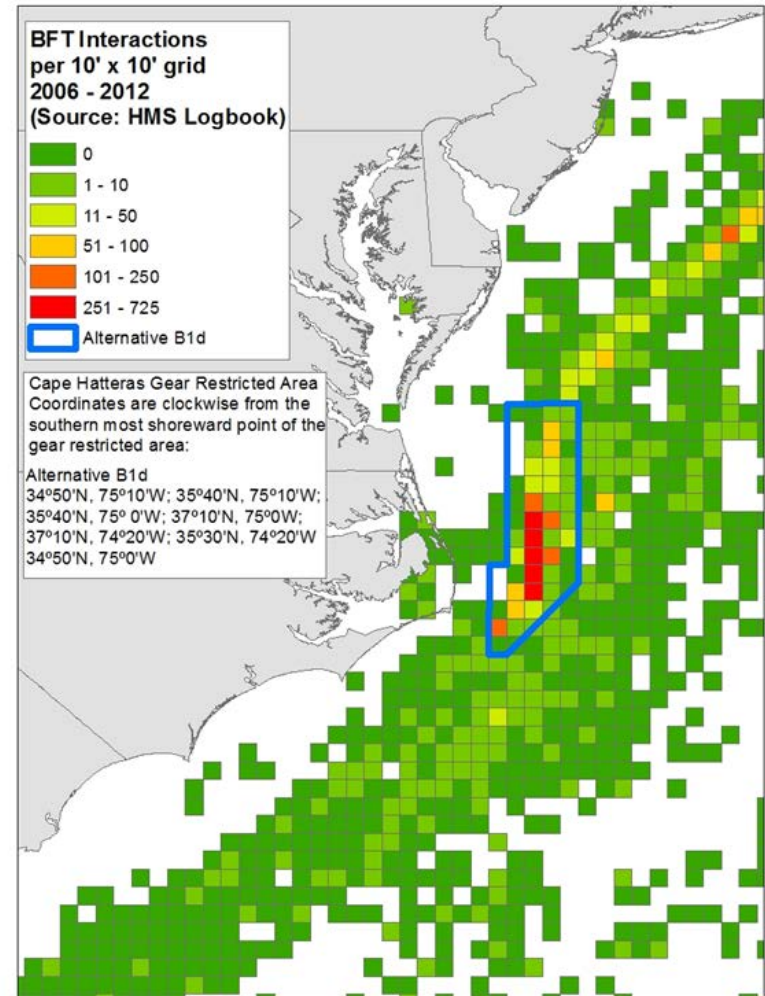 BFT Interactions
per 10' x 10' grid
2006 - 2012
(Source: HMS Logbook)
0
1 - 10
11 - 50
51 - 100
101 - 250
251 - 725
Alternative B1d
Cape Hatteras Gear Restricted Area
Coordinates are clockwise from the
southern most shoreward point of the
gear restricted area:
Alternative B1d
34º50'N, 75º10'W; 35º40'N, 75º10'W;
35º40'N, 75º 0'W; 37º10'N, 75º0W;
37º10'N, 74º20'W; 35º30'N, 74º20'W
34º50'N, 75º0'W